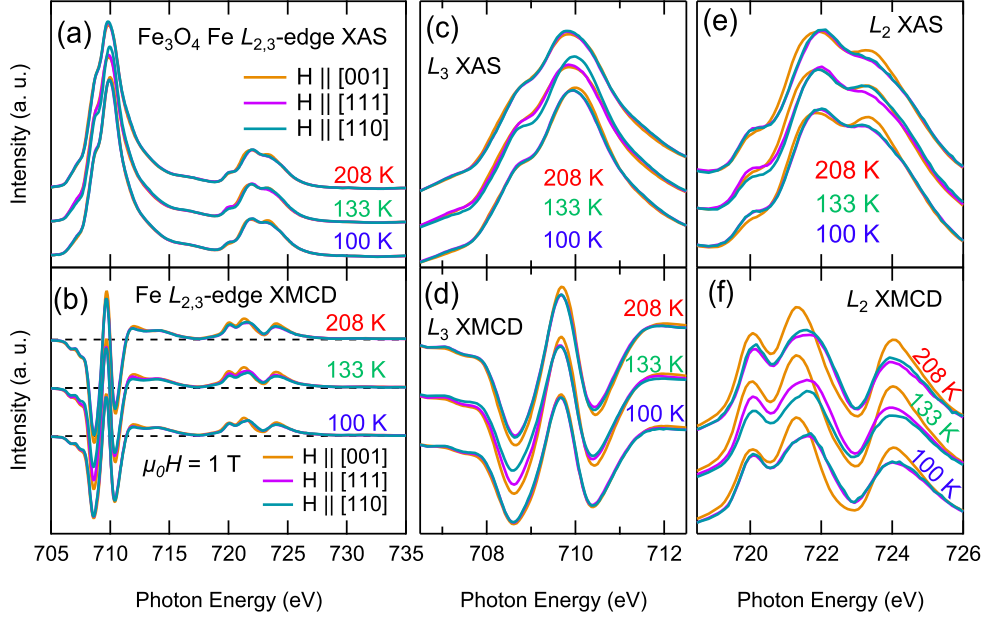 (a)
Fe3O4 Fe L2,3-edge XAS
H || [001]
H || [111]
H || [110]
208 K
133 K
100 K
Intensity (a. u.)
(b)
Fe L2,3-edge XMCD
208 K
133 K
100 K
μ0H = 1 T
H || [001]
H || [111]
H || [110]
Intensity (a. u.)
705 710 715 720 725 730 735
Photon Energy (eV)
(c)
L3 XAS
208 K
133 K
100 K
(d)
L3 XMCD
208 K
133 K
100 K
708 710 712
Photon Energy (eV)
(e)
L2 XAS
208 K
133 K
100 K
(f)
L2 XMCD
208 K
133 K
100 K
720 722 724 726
Photon Energy (eV)